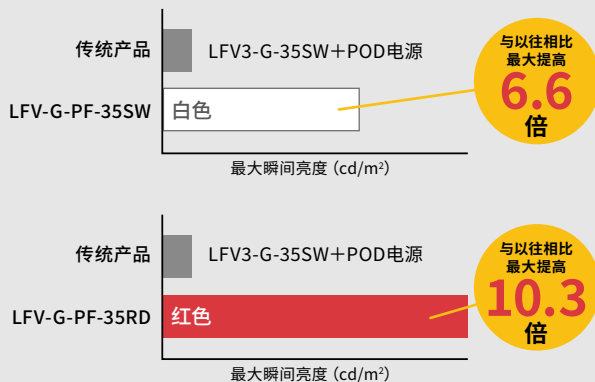 传统产品
LFV3-G-35SW＋POD电源
与以往相比
最大提高
6.6
倍
LFV-G-PF-35SW
白色
最大瞬间亮度（cd/m²）
传统产品
LFV3-G-35SW＋POD电源
与以往相比
最大提高
10.3
倍
LFV-G-PF-35RD
红色
最大瞬间亮度（cd/m²）